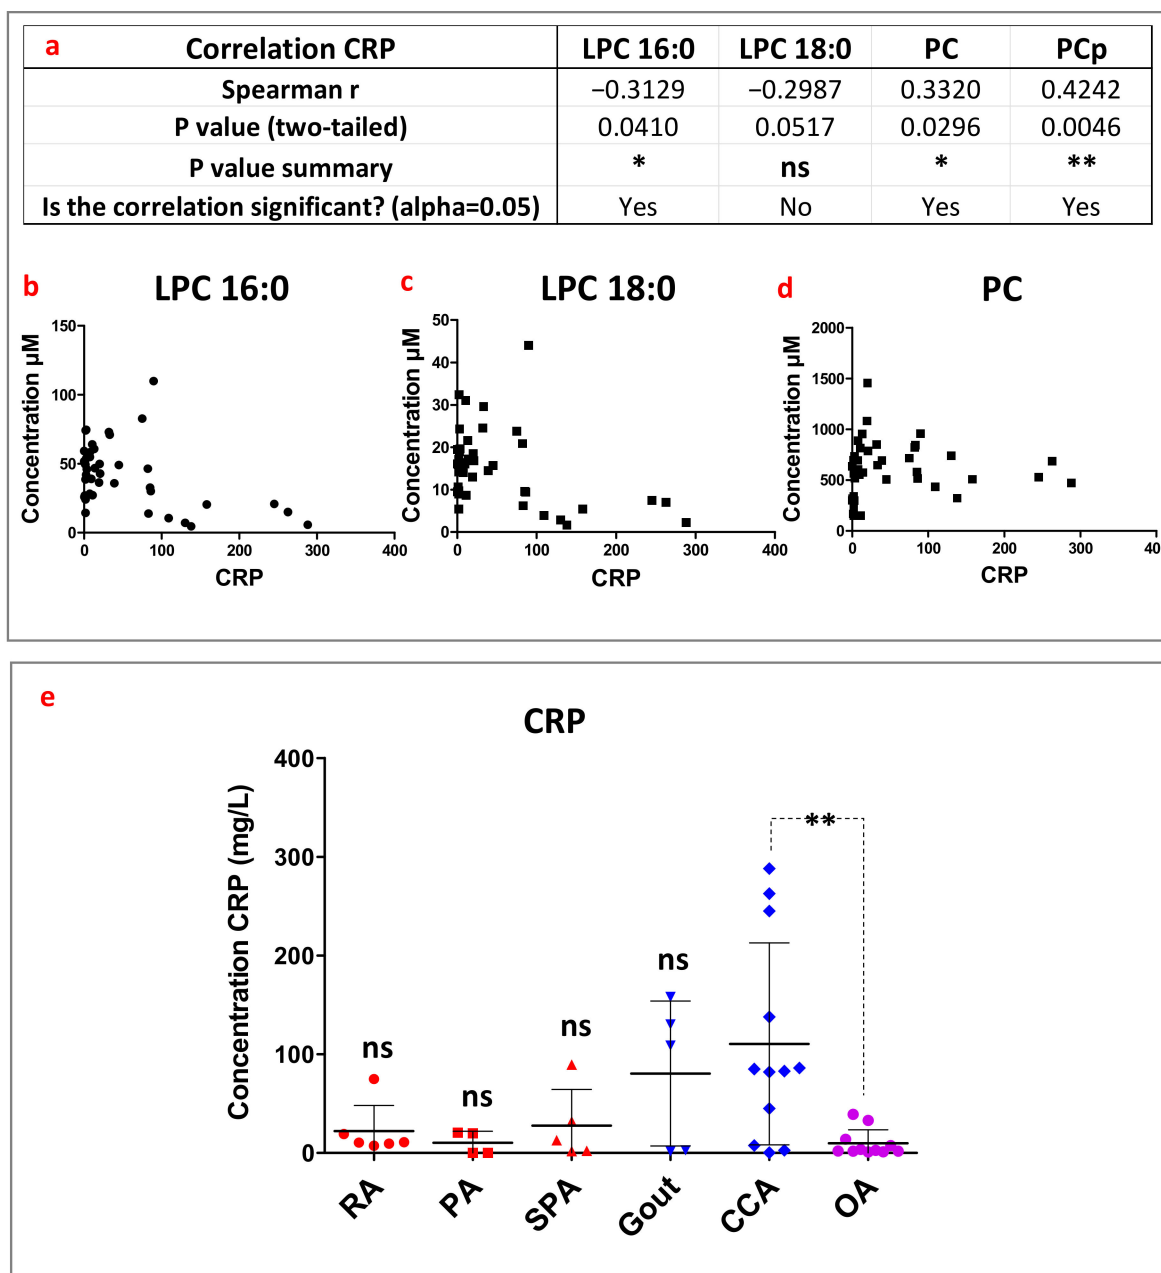 a Correlation CRP LPC 16:0 LPC 18:0 PC PCp
Spearman r −0.3129 −0.2987 0.3320 0.4242
P value (two-tailed) 0.0410 0.0517 0.0296 0.0046
P value summary * ns * **
Is the correlation significant? (alpha=0.05) Yes No Yes Yes
b LPC 16:0
Concentration µM
150
100
50
0
0 100 200 300 400
CRP
c LPC 18:0
Concentration µM
50
40
30
20
10
0
0 100 200 300 400
CRP
d PC
Concentration µM
2000
1500
1000
500
0
0 100 200 300 40
CRP
e
CRP
Concentration CRP (mg/L)
400
300
200
100
0
ns
ns
ns
ns
**
RA PA SPA Gout CCA OA